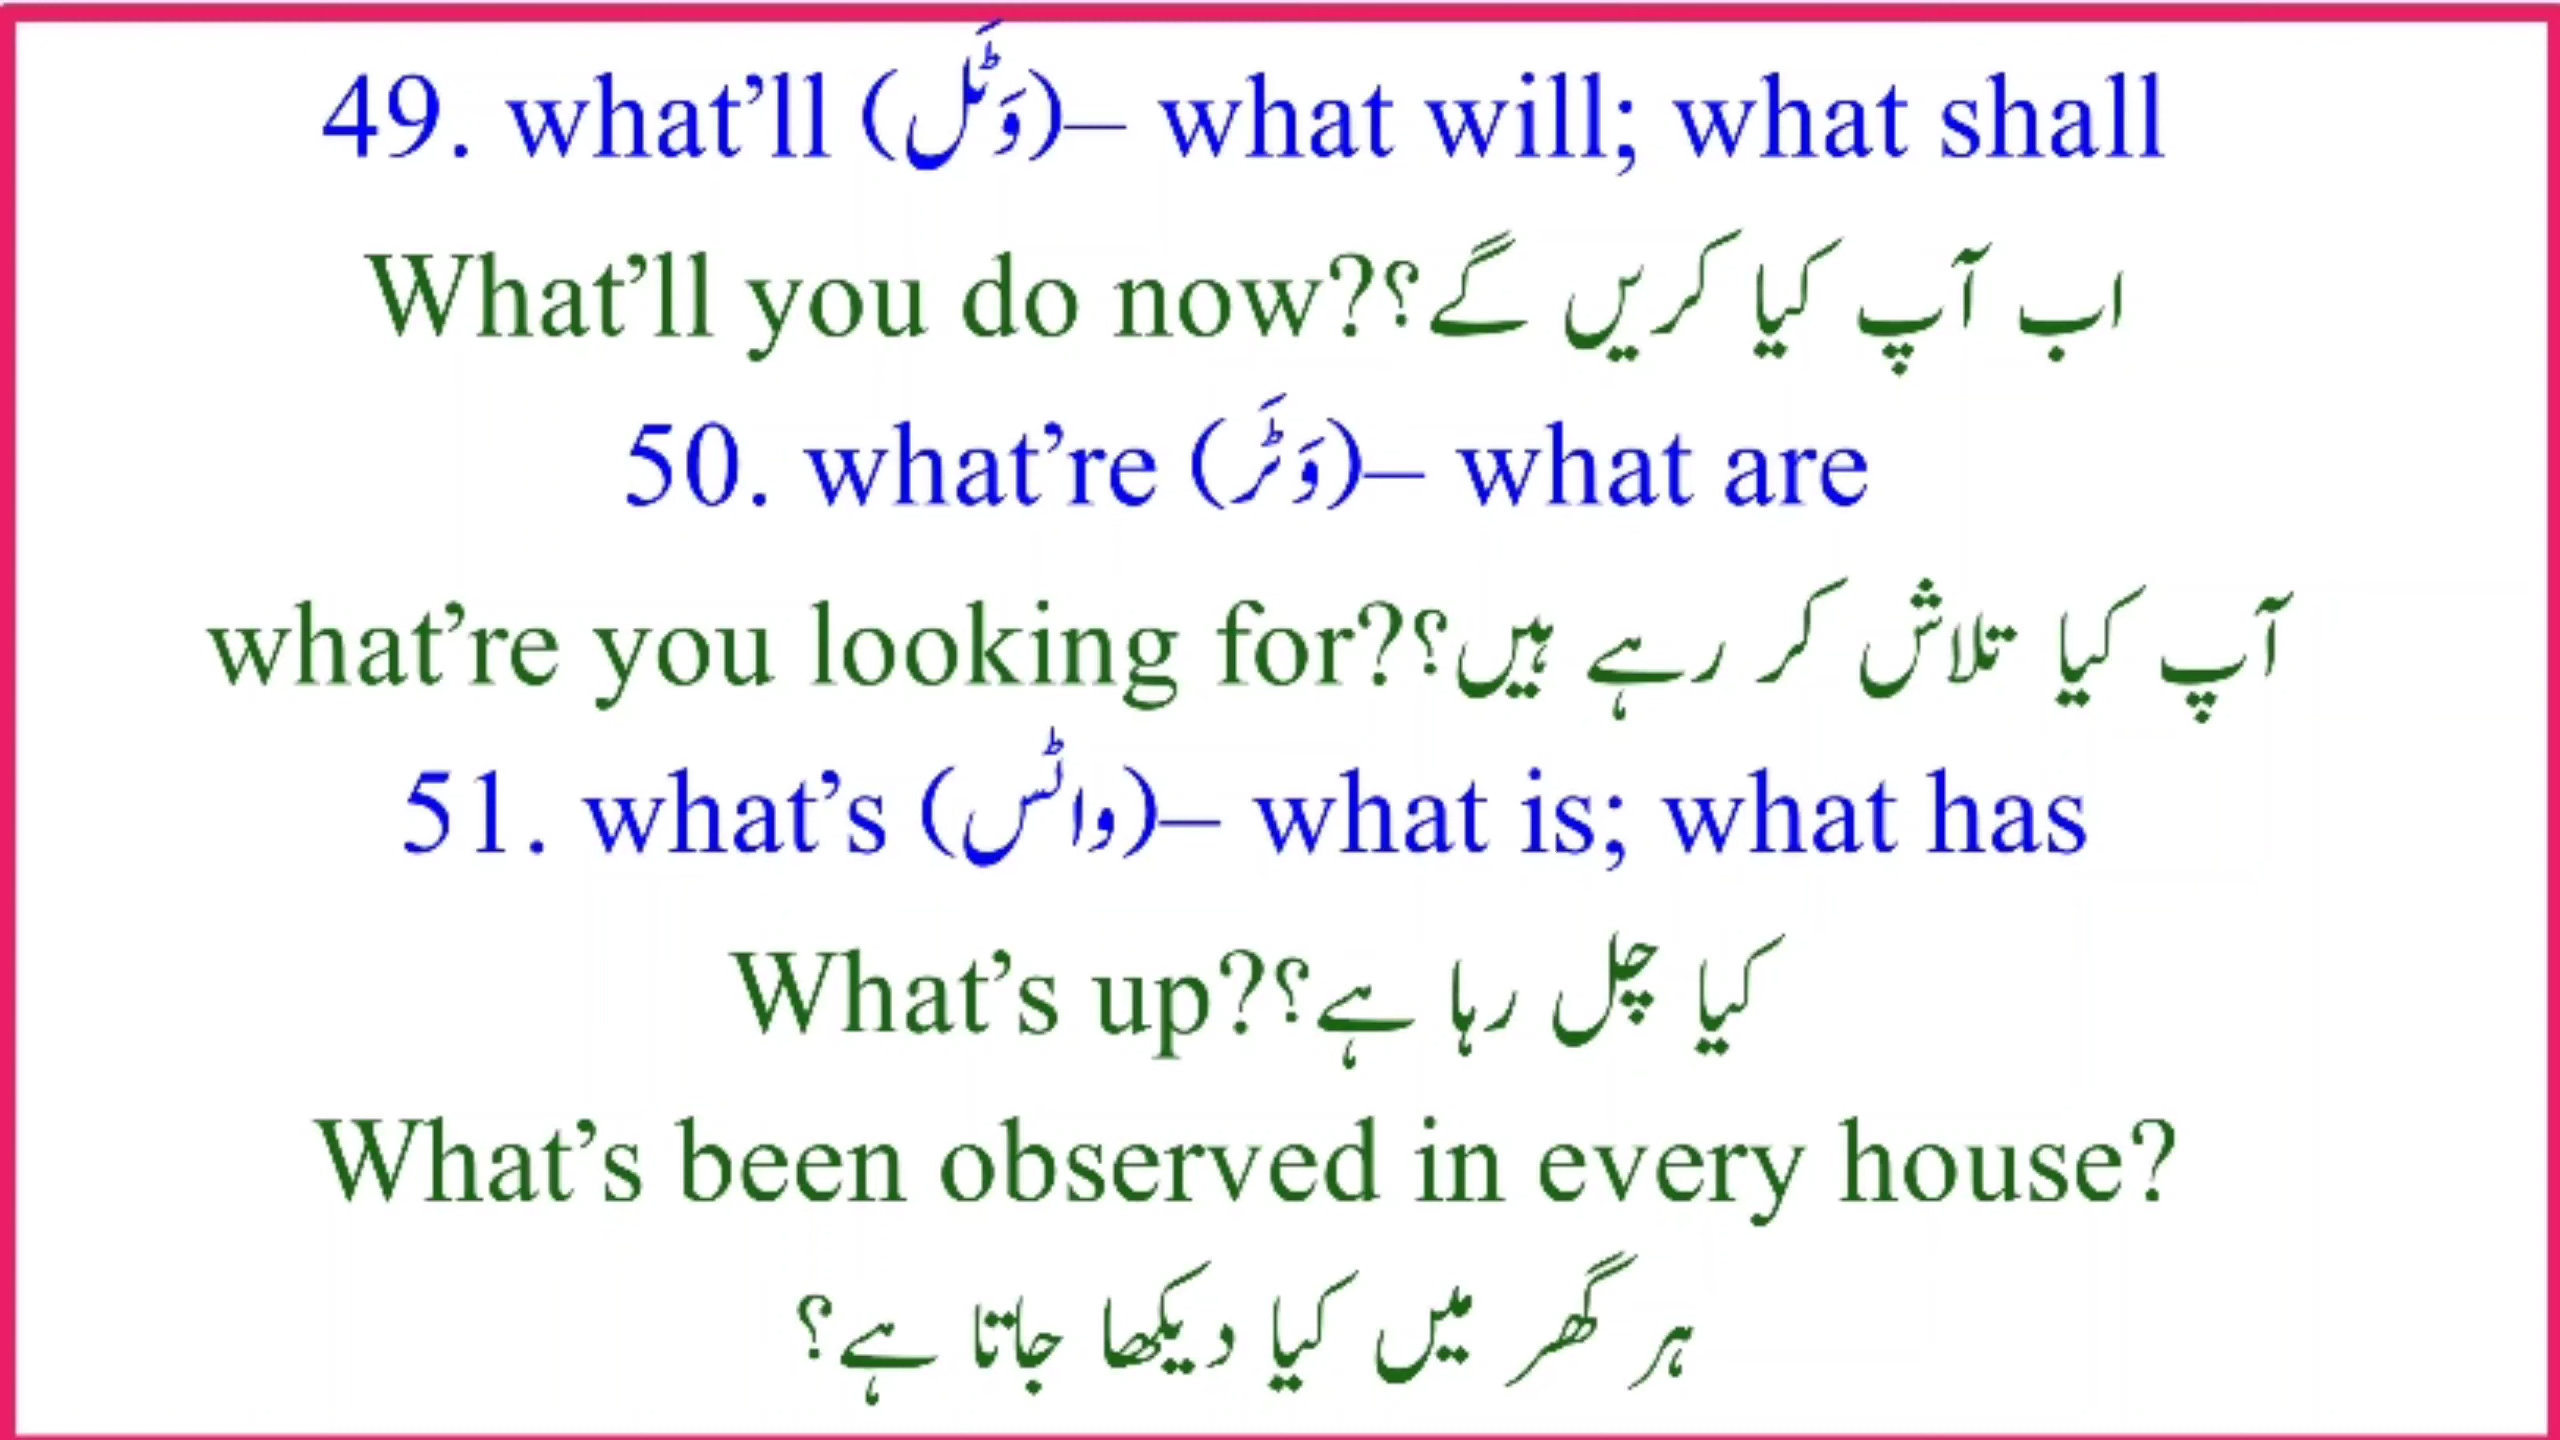 49. what’ll (وَٹَل)– what will; what shall
What’ll you do now?اب آپ کیا کریں گے؟
50. what’re (وَٹَر)– what are
what’re you looking for?آپ کیا تلاش کر رہے ہیں؟
51. what’s (واٹس)– what is; what has
What’s up?کیا چل رہا ہے؟
What’s been observed in every house?
ہر گھر میں کیا دیکھا جاتا ہے؟